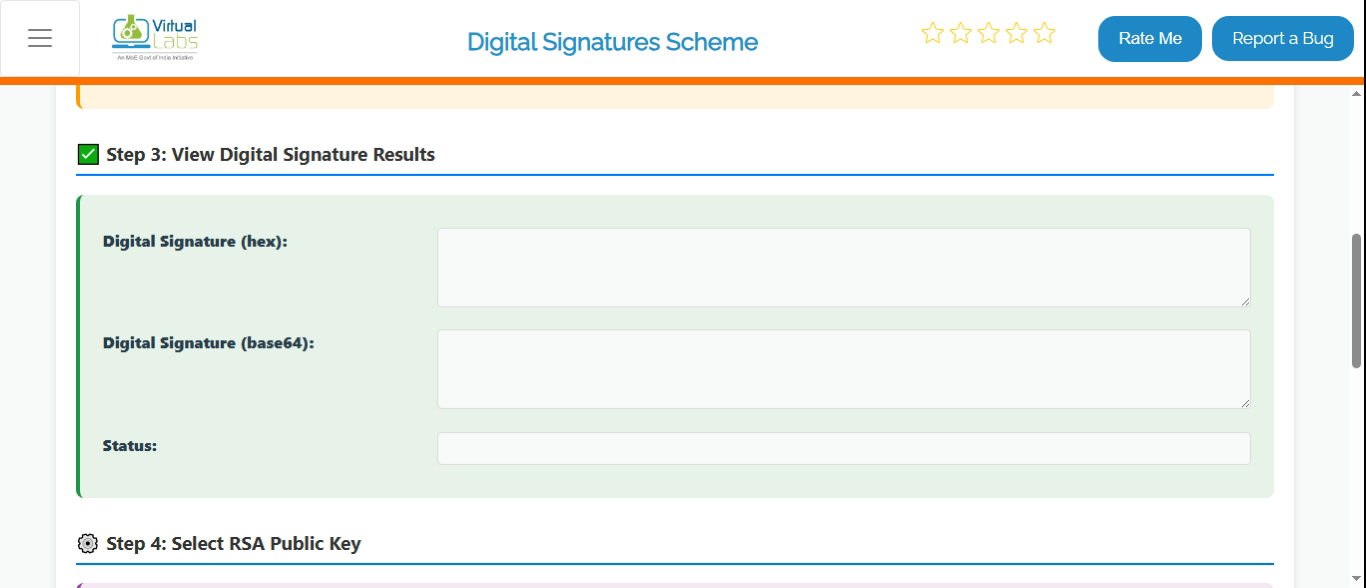 Virtual
Labs
An MoE Govt of India Initiative
Digital Signatures Scheme
Rate Me
Report a Bug
Step 3: View Digital Signature Results
Digital Signature (hex):
Digital Signature (base64):
Status:
Step 4: Select RSA Public Key